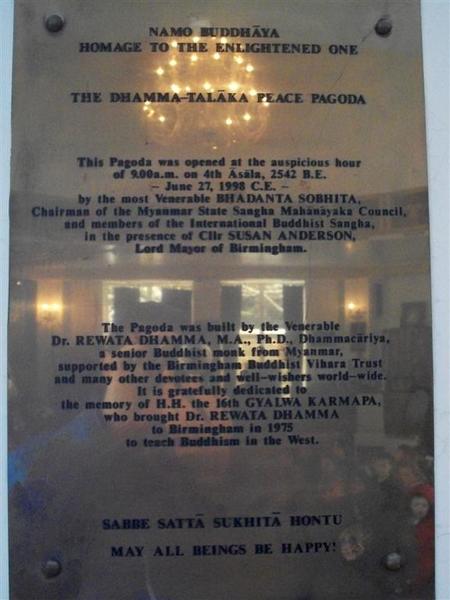 NAMO BUDDHĀYA
HOMAGE TO THE ENLIGHTENED ONE
THE DHAMMA-TALĀKA PEACE PAGODA
This Pagoda was opened at the auspicious hour
of 9.00a.m. on 4th Āsāla, 2542 B.E.
– June 27, 1998 C.E. –
by the most Venerable BHADANTA SOBHITA,
Chairman of the Myanmar State Sangha Mahānāyaka Council,
and members of the International Buddhist Sangha,
in the presence of Cllr SUSAN ANDERSON,
Lord Mayor of Birmingham.
The Pagoda was built by the Venerable
Dr. REWATA DHAMMA, M.A., Ph.D., Dhammacāriya,
a senior Buddhist monk from Myanmar,
supported by the Birmingham Buddhist Vihara Trust
and many other devotees and well-wishers world-wide.
It is gratefully dedicated to
the memory of H.H. the 16th GYALWA KARMAPA,
who brought Dr. REWATA DHAMMA
to Birmingham in 1975
to teach Buddhism in the West.
SABBE SATTĀ SUKHITĀ HONTU
MAY ALL BEINGS BE HAPPY!